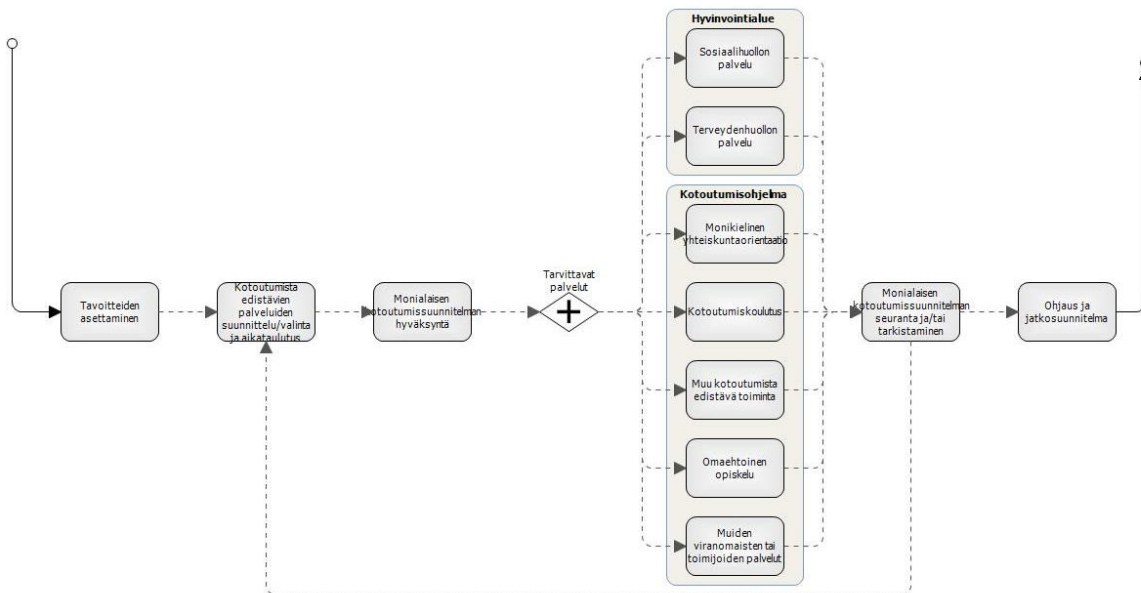 Hyvinvointialue
Sosiaalihuollon
palvelu
Terveydenhuollon
palvelu
Kotoutumisohjelma
Monikielinen
yhteiskuntaorientaatio
Tavoitteiden
asettaminen
Kotoutumista
edistävien
palveluiden
suunnittelu/valinta
ja aikataulutus
Monialaisen
kotoutumissuunnitelman
hyväksyntä
Tarvittavat
palvelut
Kotoutumiskoulutus
Muu kotoutumista
edistävä toiminta
Omaehtoinen
opiskelu
Muiden
viranomaisten tai
toimijoiden palvelut
Monialaisen
kotoutumissuunnitelman
seuranta ja/tai
tarkistaminen
Ohjaus ja
jatkosuunnitelma